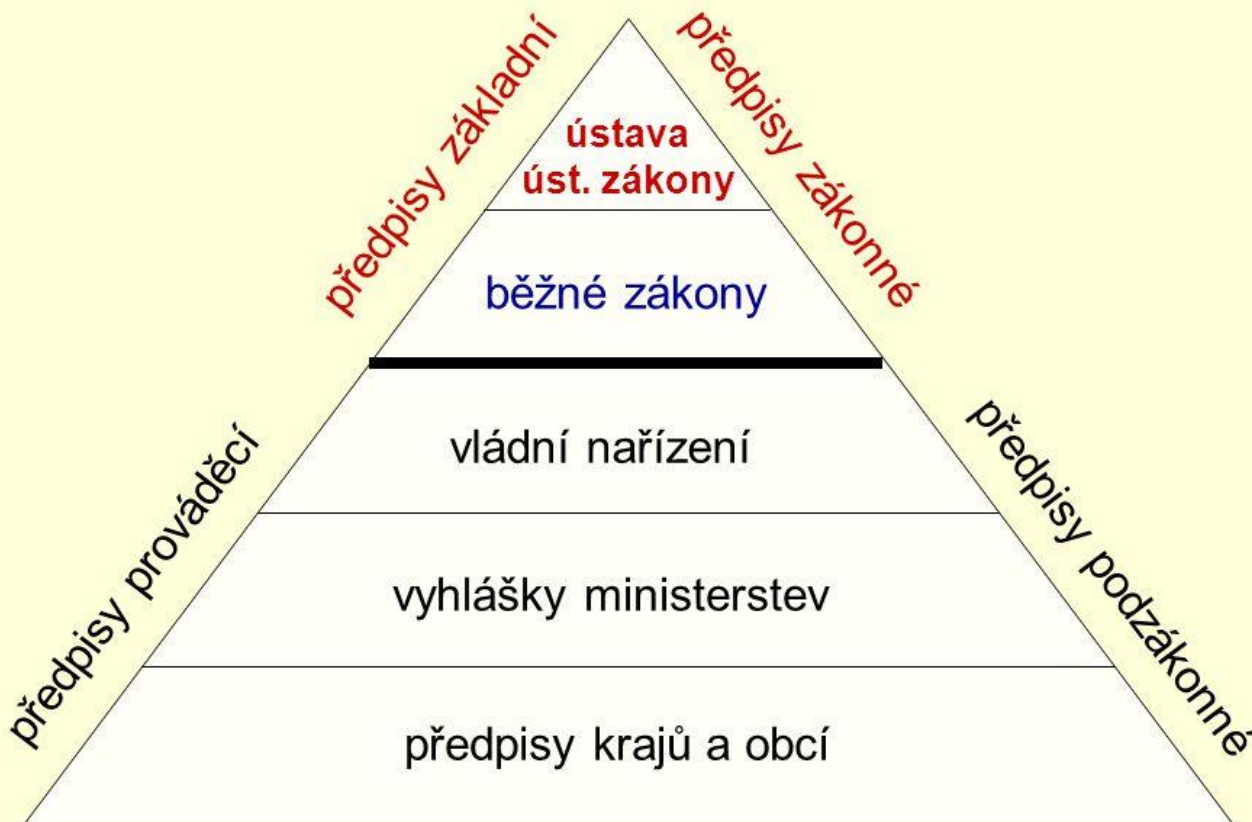 předpisy základní
předpisy zákonné
ústava
úst. zákony
běžné zákony
předpisy prováděcí
předpisy podzákonné
vládní nařízení
vyhlášky ministerstev
předpisy krajů a obcí